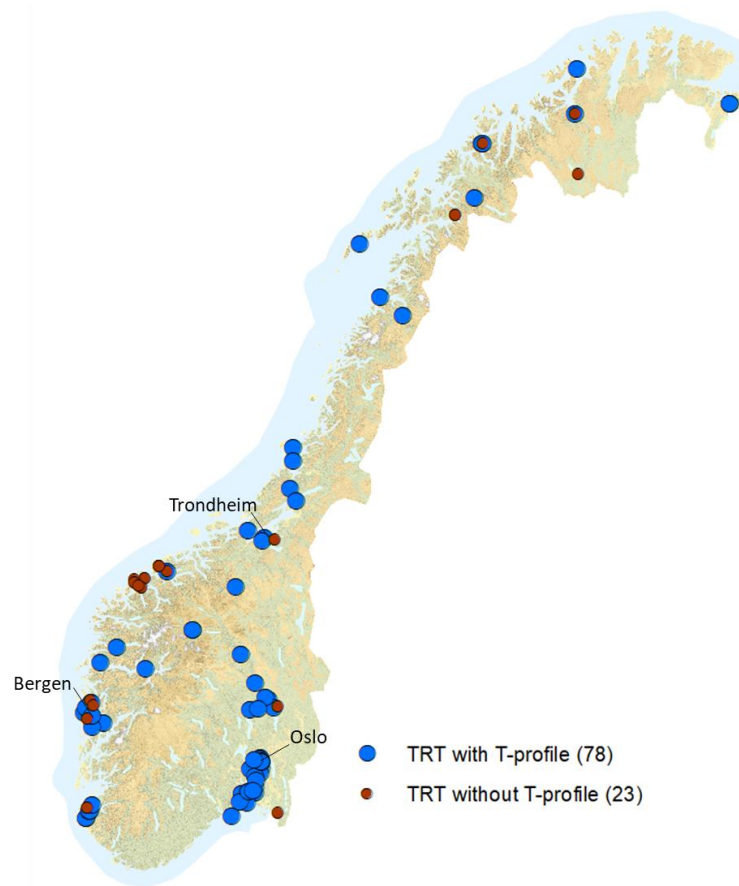 Trondheim
Bergen
Oslo
TRT with T-profile (78)
TRT without T-profile (23)